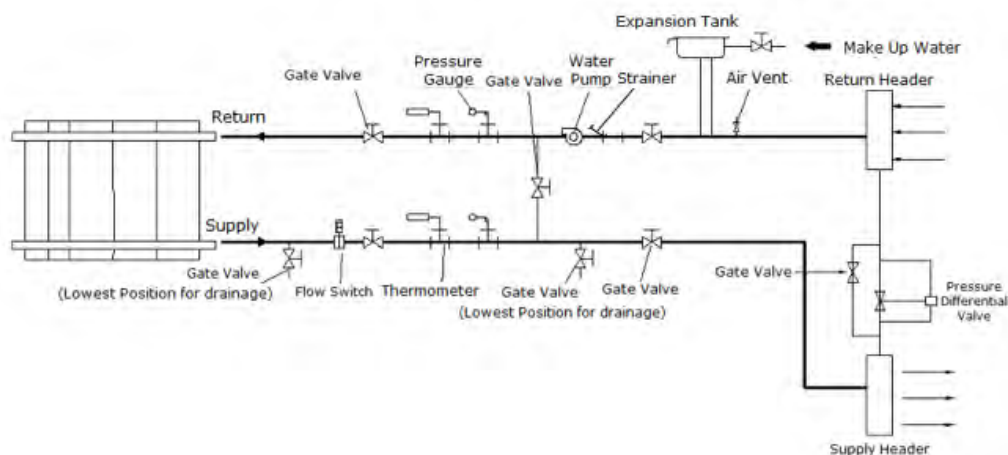 Expansion Tank
Make Up Water
Gate Valve
Pressure
Gauge
Gate Valve
Water
Pump
Strainer
Air Vent
Return Header
Return
Supply
Gate Valve
(Lowest Position for drainage)
Flow Switch
Thermometer
Gate Valve
(Lowest Position for drainage)
Gate Valve
Gate Valve
Pressure
Differential
Valve
Supply Header